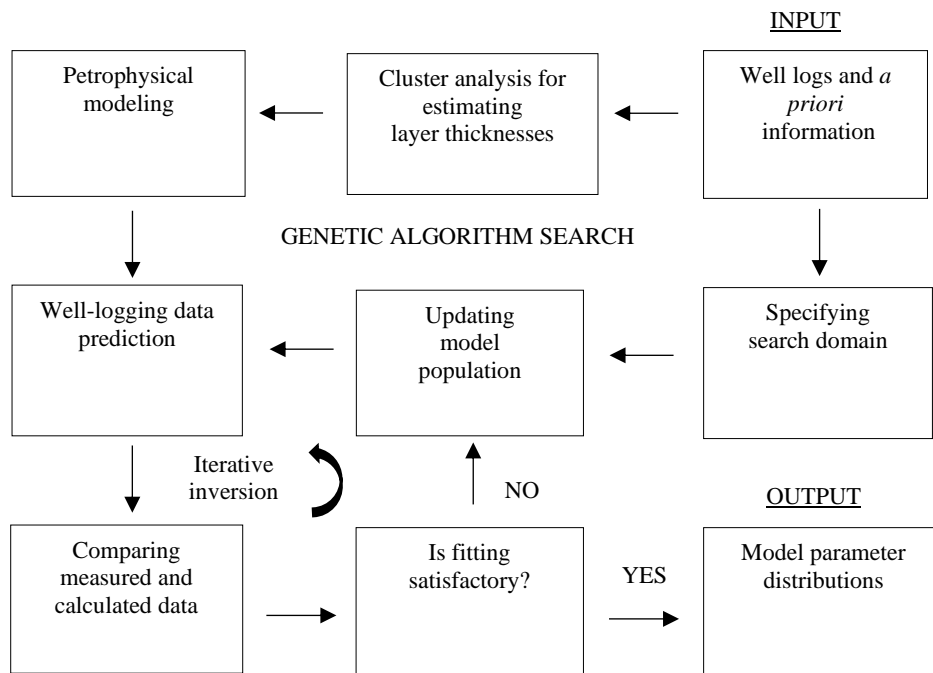 INPUT
Petrophysical
modeling
Cluster analysis for
estimating
layer thicknesses
Well logs and a
priori
information
GENETIC ALGORITHM SEARCH
Well-logging data
prediction
Updating
model
population
Specifying
search domain
Iterative
inversion
NO
OUTPUT
Comparing
measured and
calculated data
Is fitting
satisfactory?
YES
Model parameter
distributions